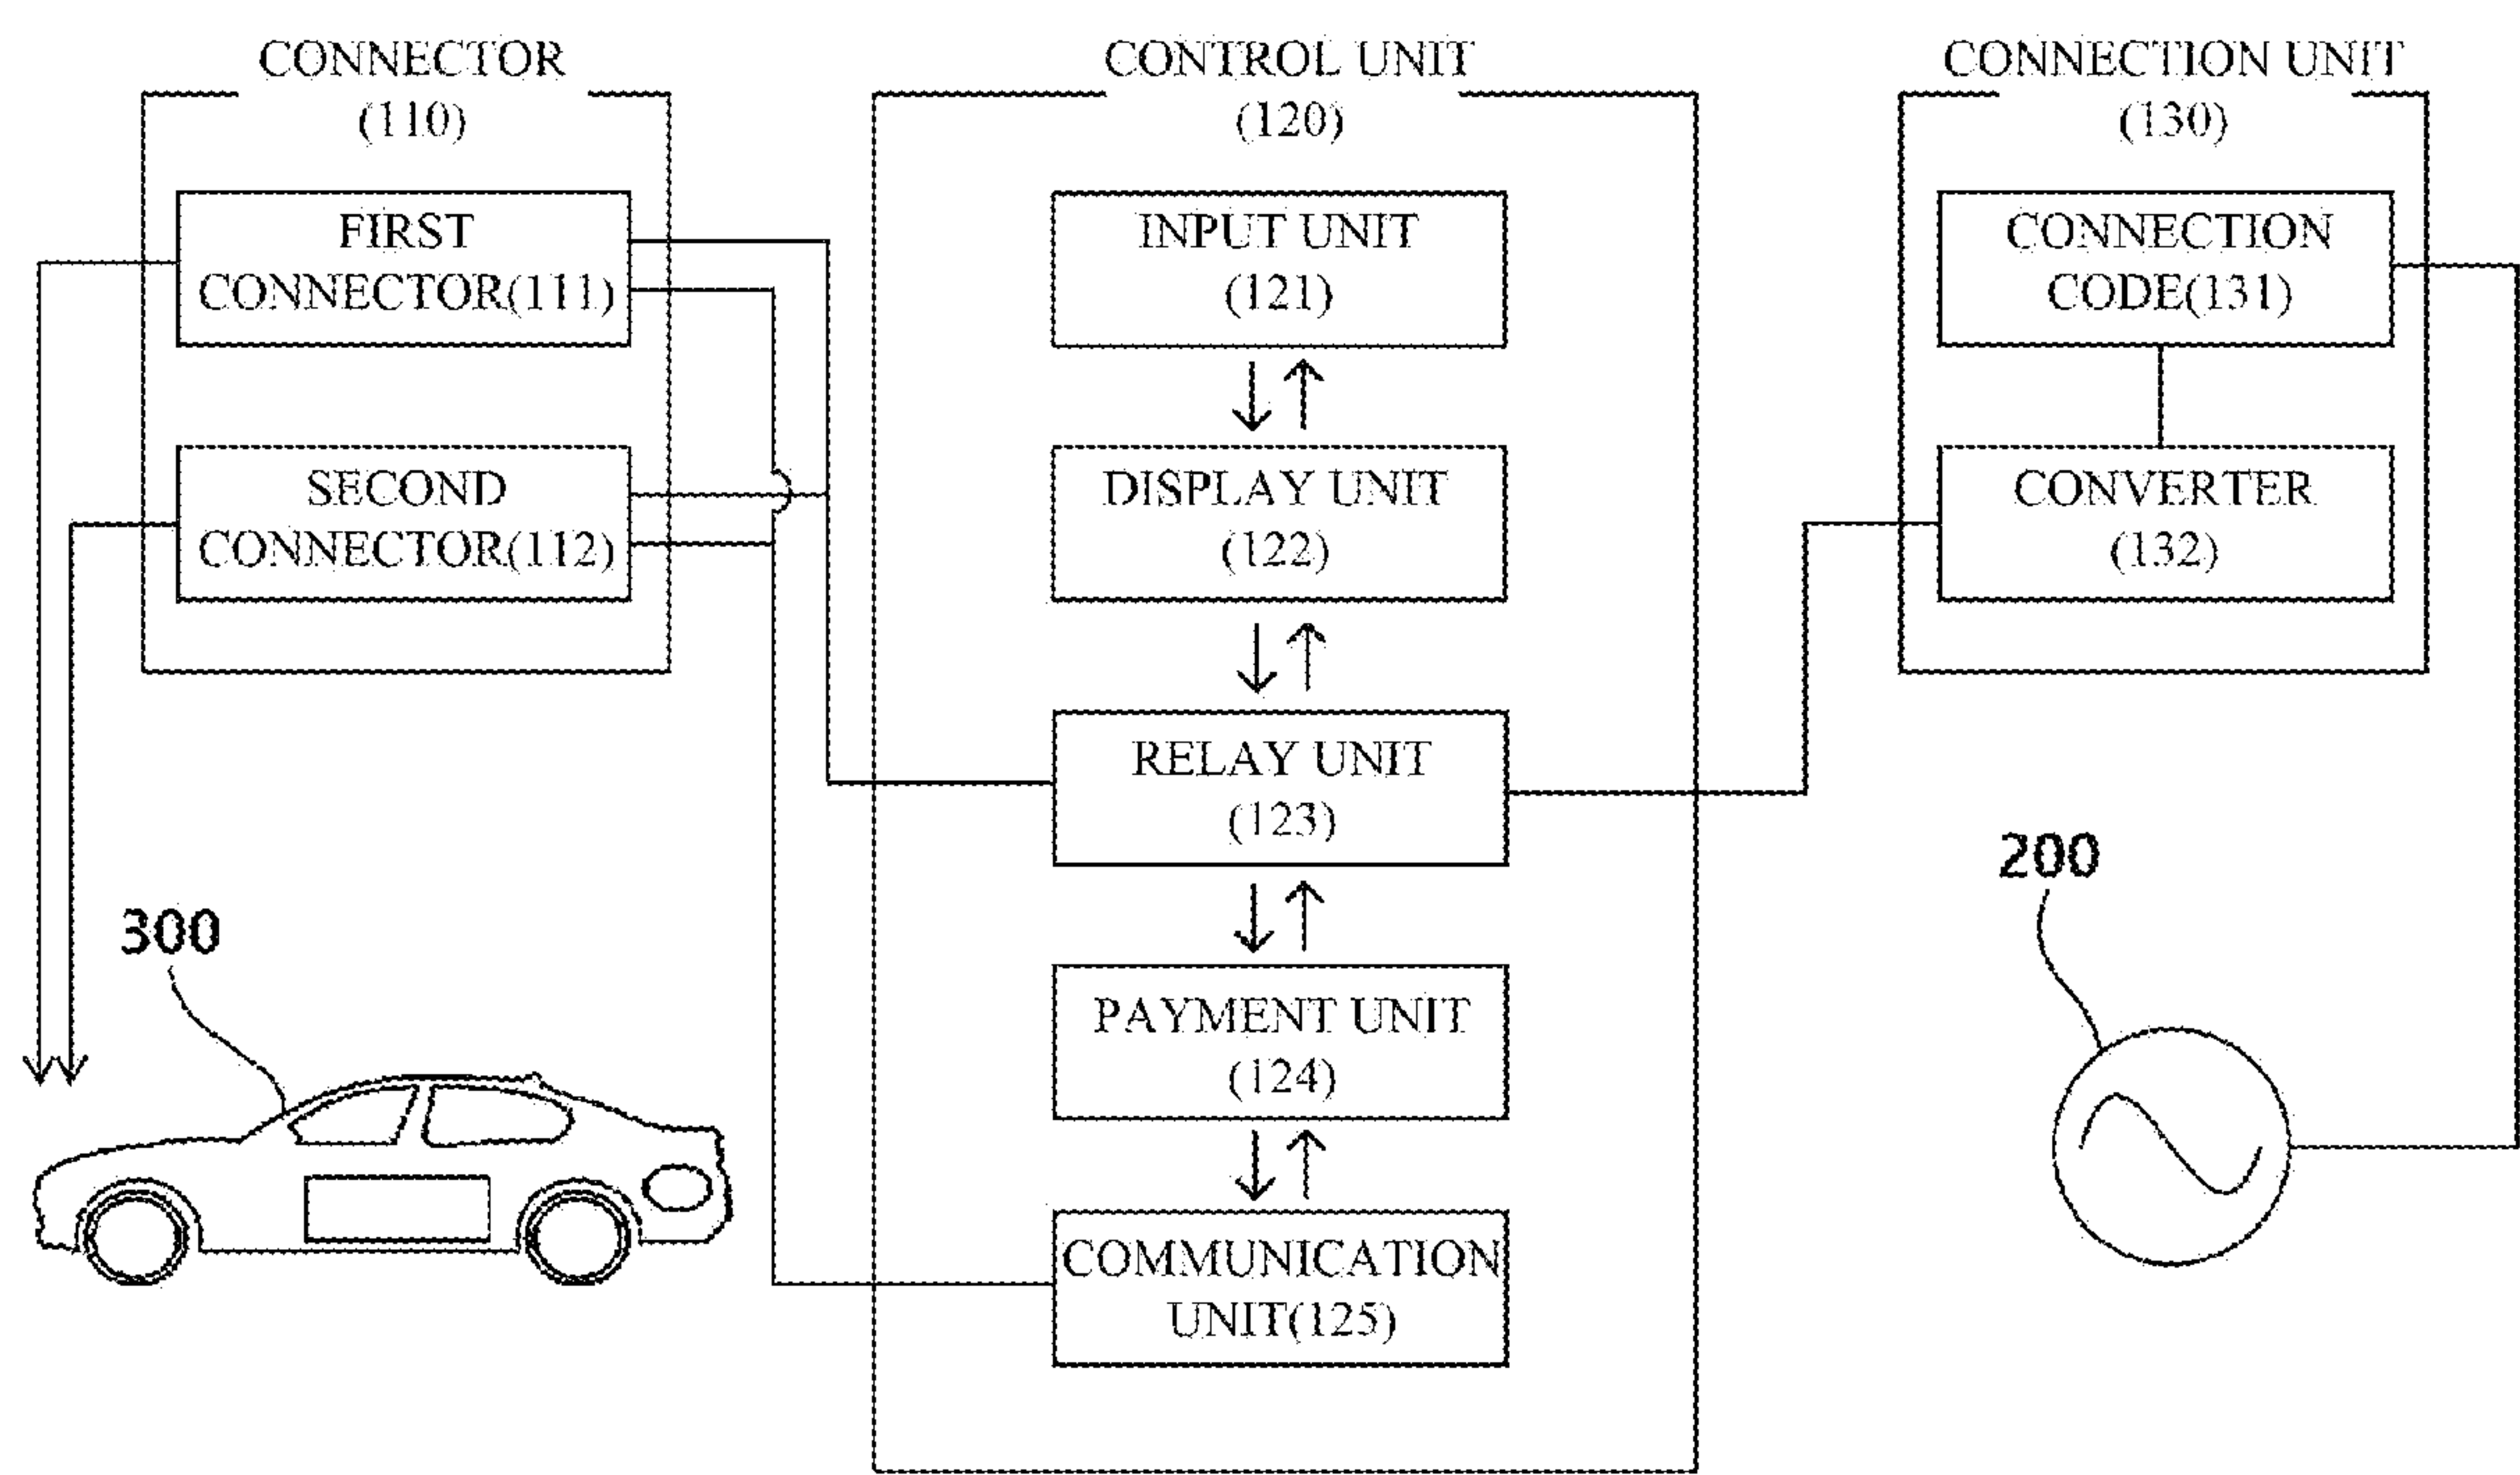 CONNECTOR
(110)
FIRST
CONNECTOR(111)
SECOND
CONNECTOR(112)
300
CONTROL UNIT
(120)
INPUT UNIT
(121)
DISPLAY UNIT
(122)
RELAY UNIT
(123)
PAYMENT UNIT
(124)
COMMUNICATION
UNIT(125)
CONNECTION UNIT
(130)
CONNECTION
CODE(131)
CONVERTER
(132)
200